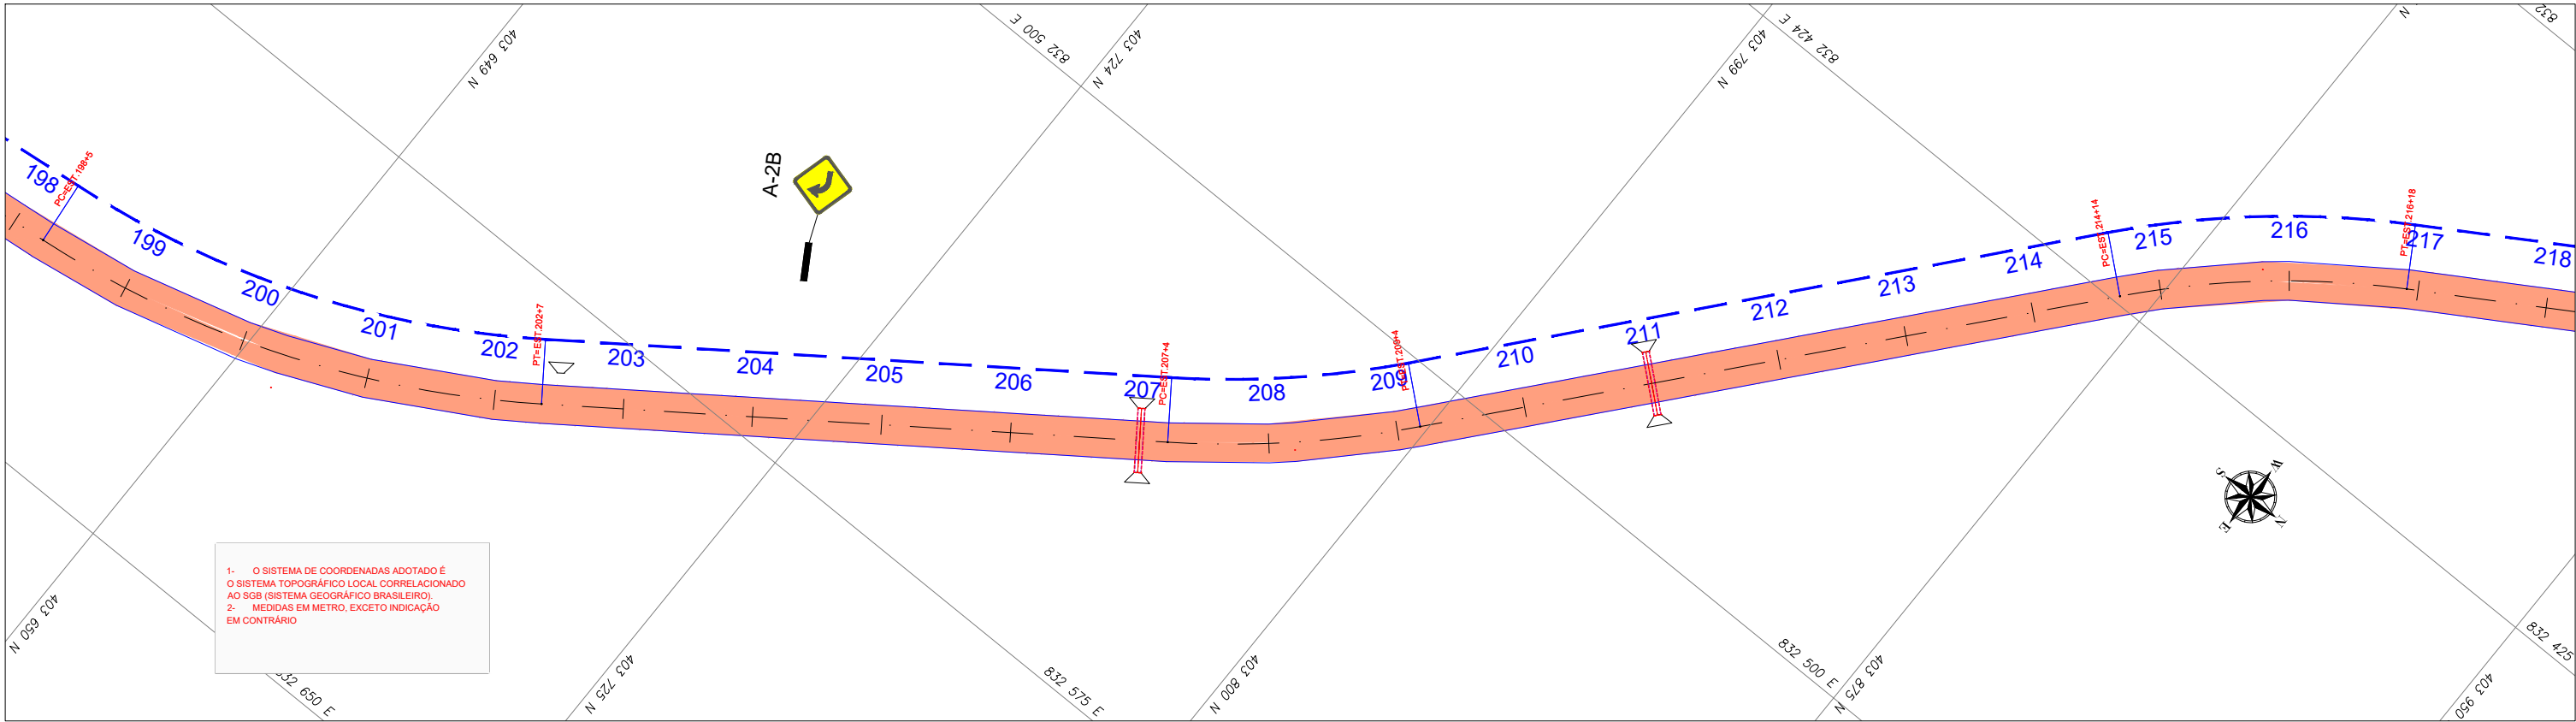 403 649 N
832 500 E
403 724 N
403 799 N
832 424 E
N
832
A-2B
PC=EST.198+5
PT=EST.202+7
PC=EST.207+4
PC=EST.214+14
PT=EST.216+18
198
199
200
201
202
203
204
205
206
207
208
209
210
211
212
213
214
215
216
217
218
S
W
E
N
1- O SISTEMA DE COORDENADAS ADOTADO É
O SISTEMA TOPOGRÁFICO LOCAL CORRELACIONADO
AO SGB (SISTEMA GEOGRÁFICO BRASILEIRO).
2- MEDIDAS EM METRO, EXCETO INDICAÇÃO
EM CONTRÁRIO
403 650 N
650 E
403 725 N
832 575 E
403 800 N
832 500 E
403 875 N
832 425
403 950